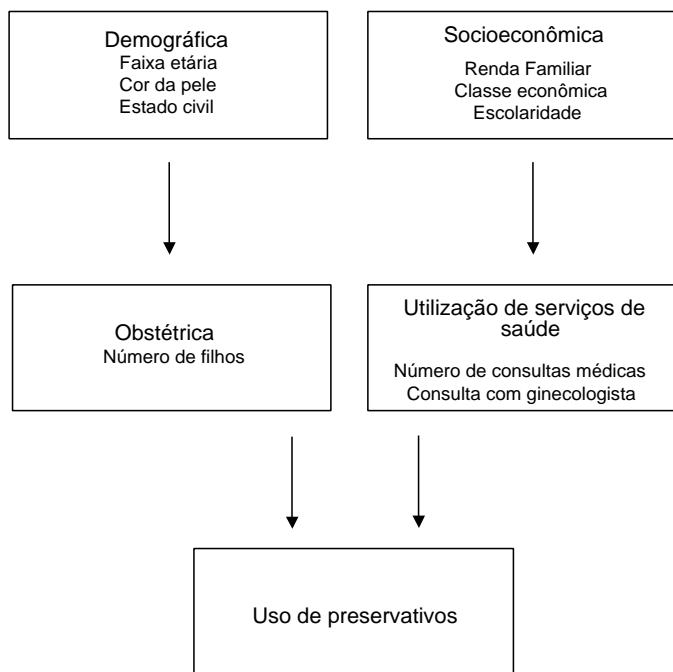 Demográfica
Faixa etária
Cor da pele
Estado civil
Socioeconômica
Renda Familiar
Classe econômica
Escolaridade
Obstétrica
Número de filhos
Utilização de serviços de
saúde
Número de consultas médicas
Consulta com ginecologista
Uso de preservativos